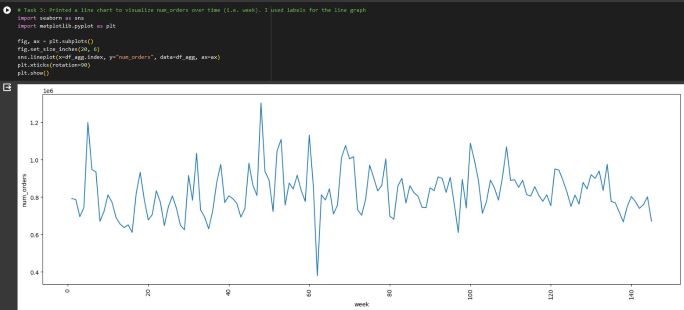 # Task 3: Printed a line chart to visualize num_orders over time (i.e. week). I used labels for the line graph
import seaborn as sns
import matplotlib.pyplot as plt
fig, ax = plt.subplots()
fig.set_size_inches(20, 6)
sns.lineplot(x=df_agg.index, y="num_orders", data=df_agg, ax=ax)
plt.xticks(rotation=90)
plt.show()
1e6
1.2
1.0
0.8
0.6
0.4
num_orders
0
20
40
60
80
100
120
140
week